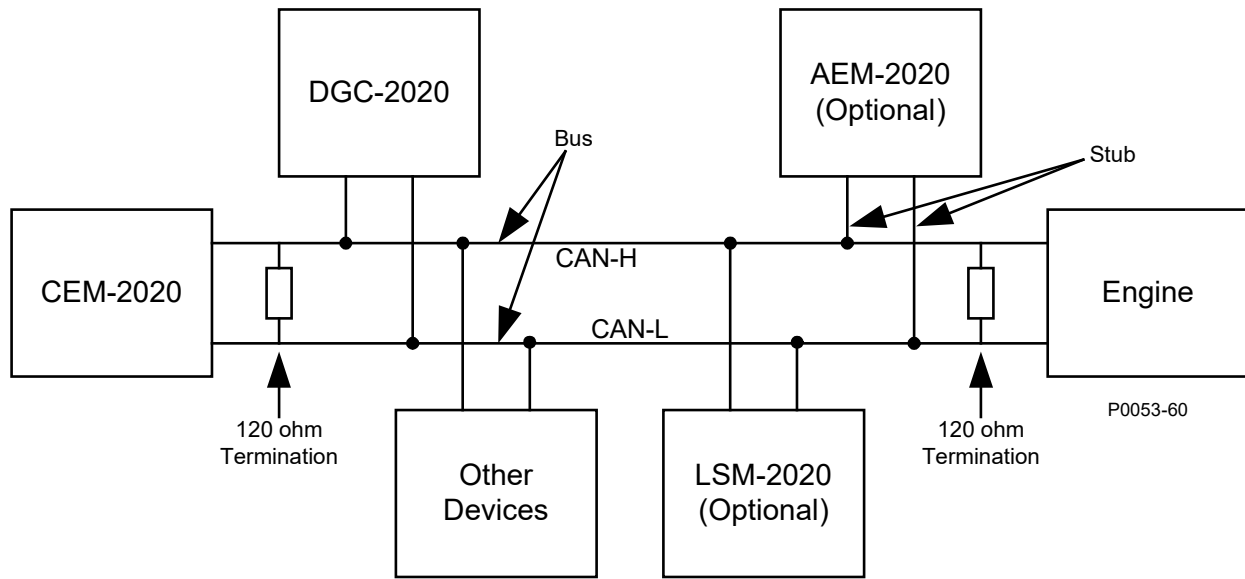 DGC-2020
AEM-2020
(Optional)
Bus
Stub
CAN-H
CEM-2020
Engine
CAN-L
P0053-60
120 ohm
Termination
120 ohm
Termination
Other
Devices
LSM-2020
(Optional)